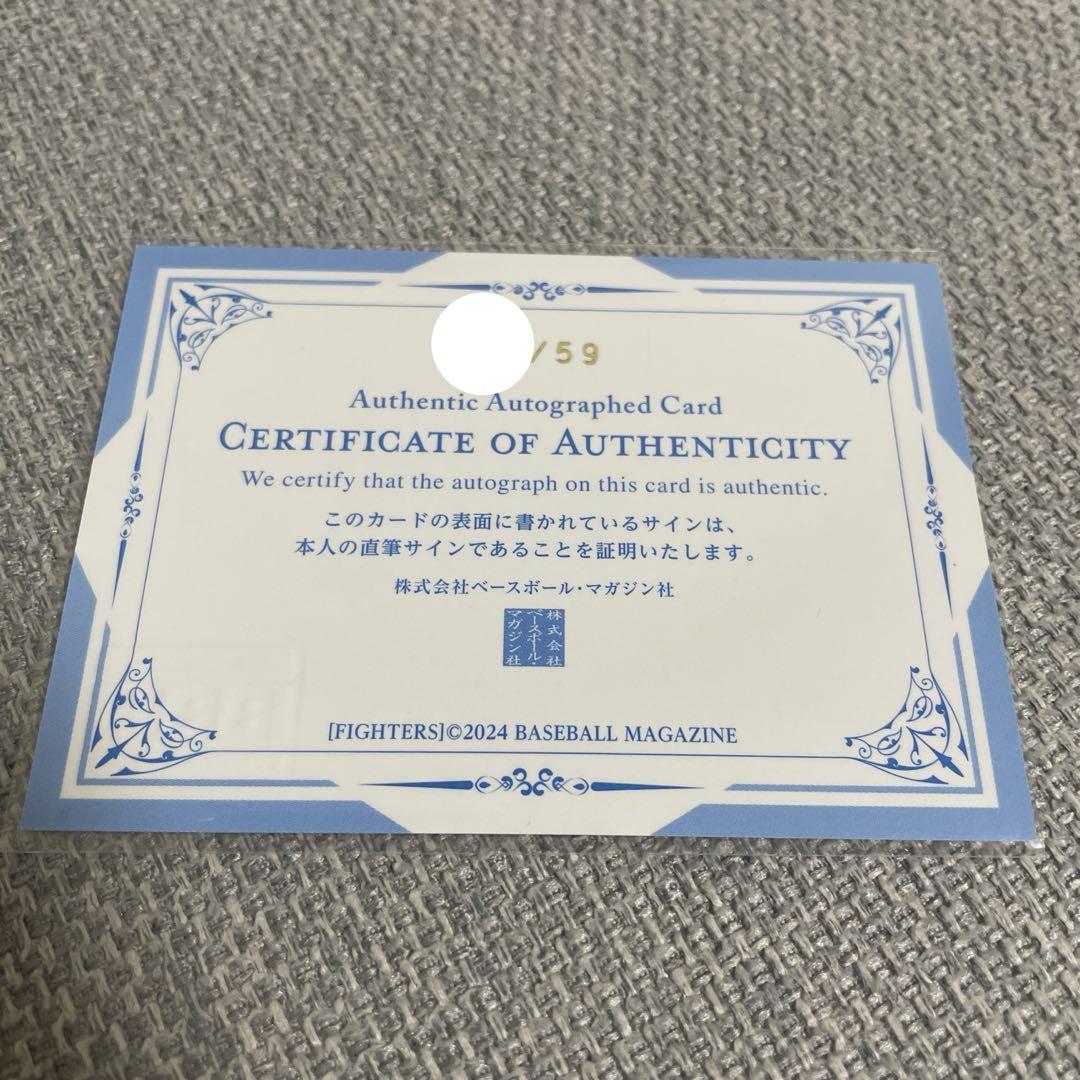 /59
Authentic Autographed Card
CERTIFICATE OF AUTHENTICITY
We certify that the autograph on this card is authentic.
このカードの表面に書かれているサインは、
本人の直筆サインであることを証明いたします。
株式会社ベースボール・マガジン社
株式会社
ベースボール・
マガジン社
[FIGHTERS]©2024 BASEBALL MAGAZINE